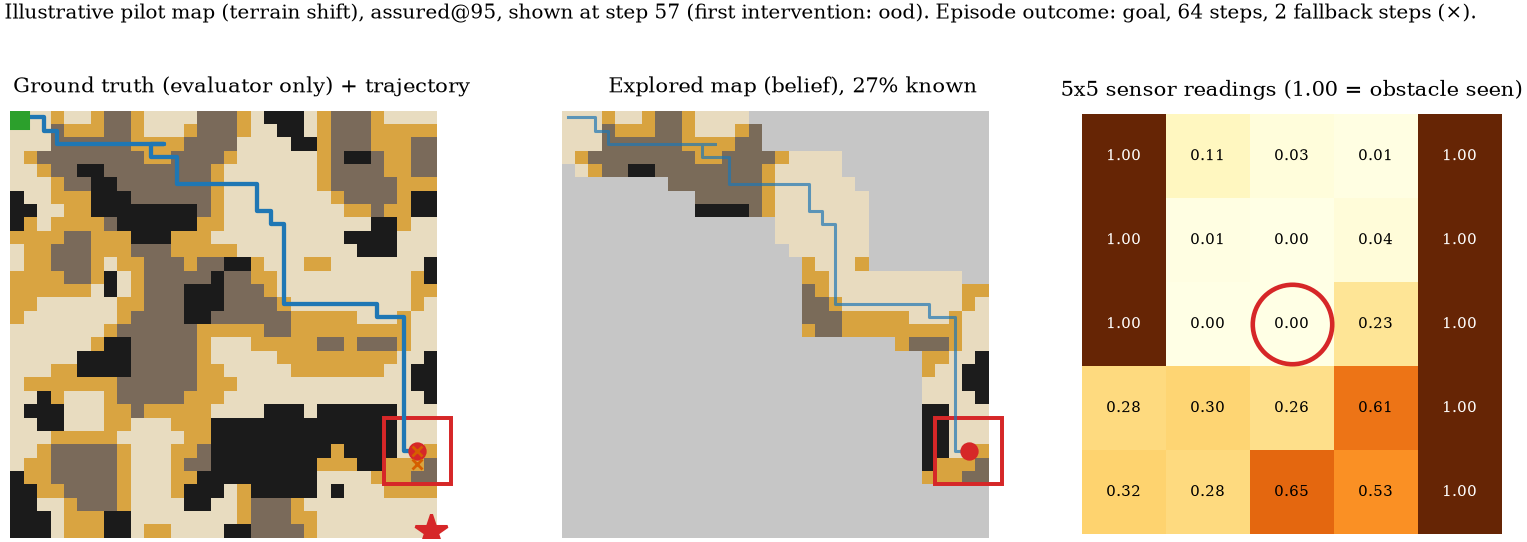 Illustrative pilot map (terrain shift), assured@95, shown at step 57 (first intervention: ood). Episode outcome: goal, 64 steps, 2 fallback steps (×).
Ground truth (evaluator only) + trajectory
Explored map (belief), 27% known
5x5 sensor readings (1.00 = obstacle seen)
1.00 0.11 0.03 0.01 1.00
1.00 0.01 0.00 0.04 1.00
1.00 0.00 0.00 0.23 1.00
0.28 0.30 0.26 0.61 1.00
0.32 0.28 0.65 0.53 1.00